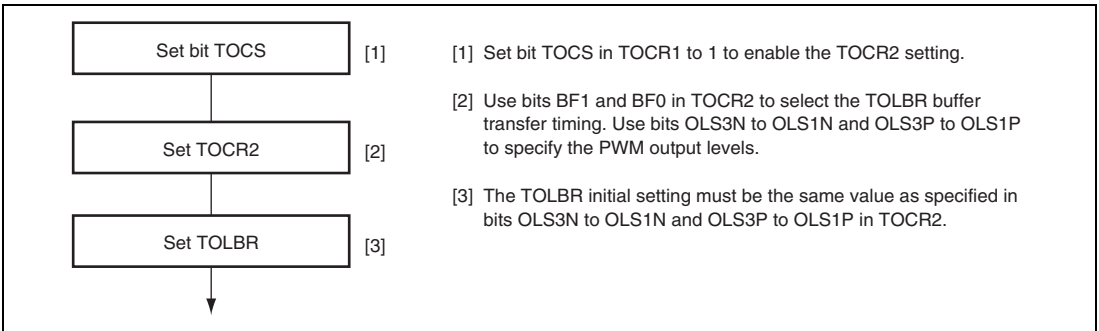 Set bit TOCS
[1]
Set TOCR2
[2]
Set TOLBR
[3]
[1] Set bit TOCS in TOCR1 to 1 to enable the TOCR2 setting.
[2] Use bits BF1 and BF0 in TOCR2 to select the TOLBR buffer
transfer timing. Use bits OLS3N to OLS1N and OLS3P to OLS1P
to specify the PWM output levels.
[3] The TOLBR initial setting must be the same value as specified in
bits OLS3N to OLS1N and OLS3P to OLS1P in TOCR2.